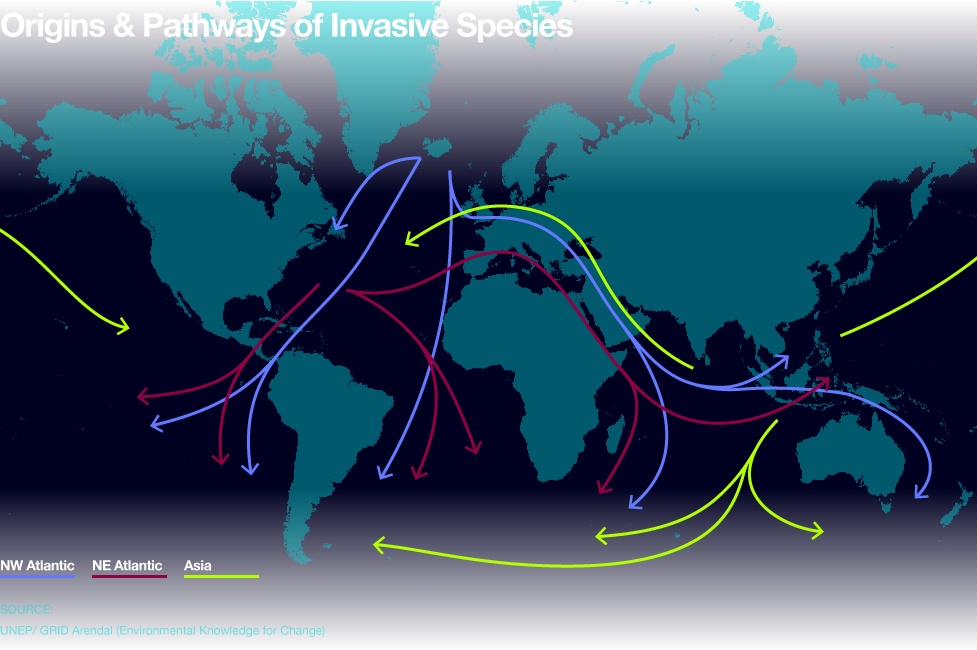 Origins & Pathways of Invasive Species
NW Atlantic
NE Atlantic
Asia
SOURCE:
UNEP/ GRID Arendal (Environmental Knowledge for Change)